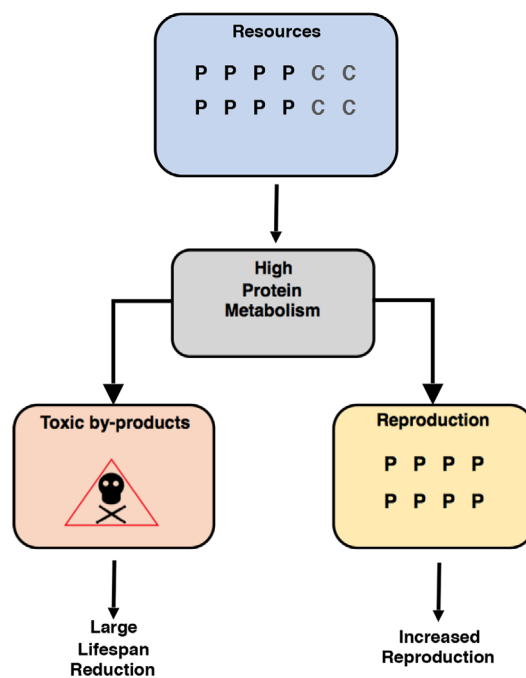 Resources
P P P P C C
P P P P C C
High
Protein
Metabolism
Toxic by-products
Reproduction
P P P P
P P P P
Large
Lifespan
Reduction
Increased
Reproduction